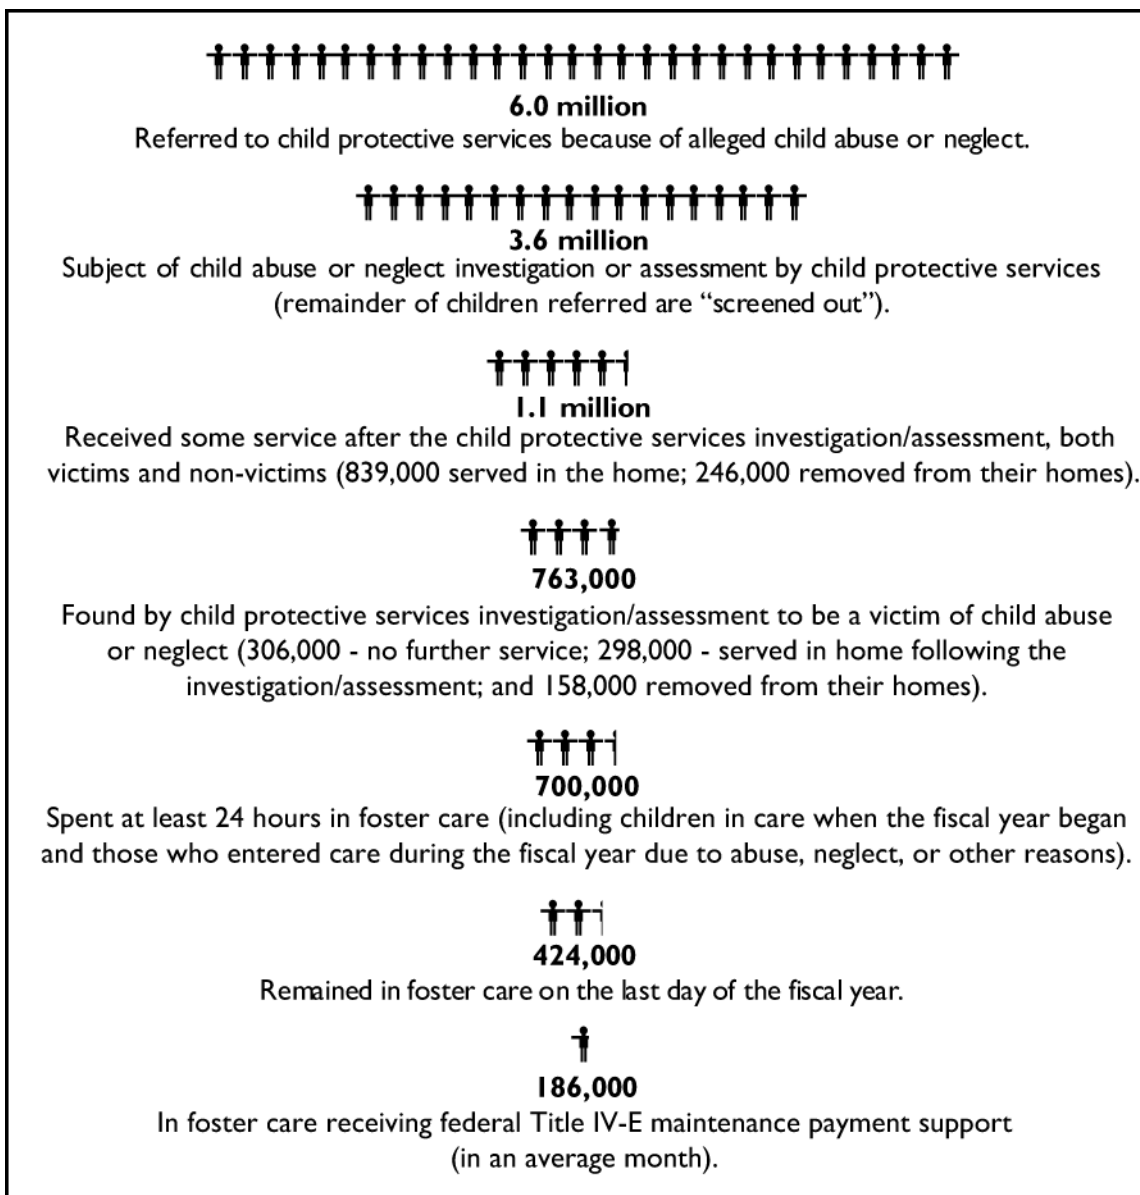 6.0 million
Referred to child protective services because of alleged child abuse or neglect.
3.6 million
Subject of child abuse or neglect investigation or assessment by child protective services
(remainder of children referred are “screened out”).
1.1 million
Received some service after the child protective services investigation/assessment, both
victims and non-victims (839,000 served in the home; 246,000 removed from their homes).
763,000
Found by child protective services investigation/assessment to be a victim of child abuse
or neglect (306,000 - no further service; 298,000 - served in home following the
investigation/assessment; and 158,000 removed from their homes).
700,000
Spent at least 24 hours in foster care (including children in care when the fiscal year began
and those who entered care during the fiscal year due to abuse, neglect, or other reasons).
424,000
Remained in foster care on the last day of the fiscal year.
186,000
In foster care receiving federal Title IV-E maintenance payment support
(in an average month).